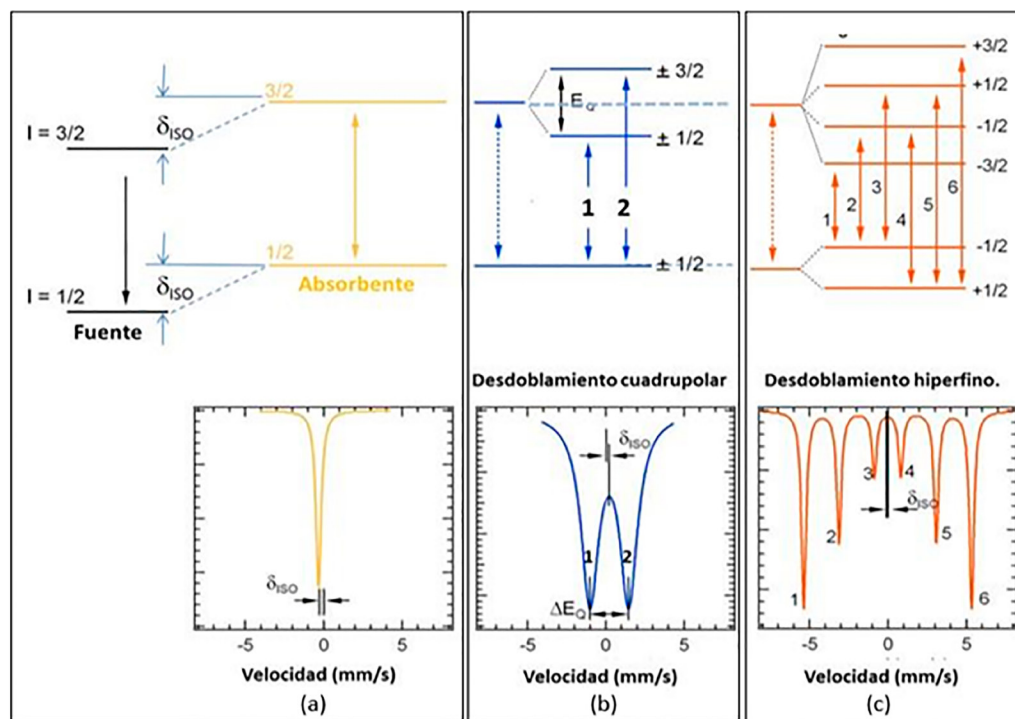 3/2
I = 3/2
δISO
1/2
δISO
Absorbente
I = 1/2
Fuente
δISO
-5
0
5
Velocidad (mm/s)
(a)
± 3/2
EQ
± 1/2
1
2
± 1/2
Desdoblamiento cuadrupolar
δISO
1
2
ΔEQ
-5
0
5
Velocidad (mm/s)
(b)
+3/2
+1/2
-1/2
-3/2
1
2
3
4
5
6
-1/2
+1/2
Desdoblamiento hiperfino.
3
4
δISO
2
5
1
6
-5
0
5
Velocidad (mm/s)
(c)